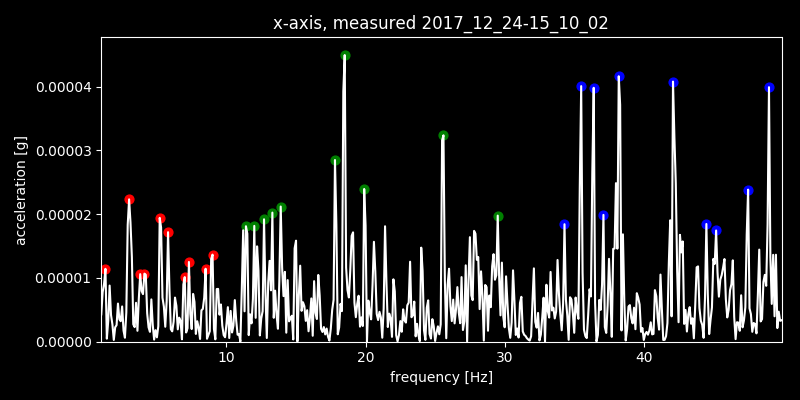 x-axis, measured 2017_12_24-15_10_02
0.00004
0.00003
0.00002
0.00001
0.00000
acceleration [g]
10 20 30 40
frequency [Hz]